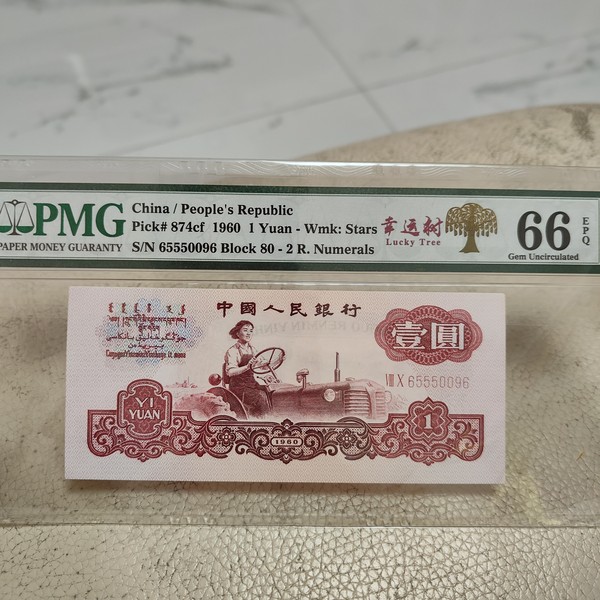 PMG
PAPER MONEY GUARANTY
China / People's Republic
Pick# 874cf 1960 1 Yuan - Wmk: Stars
S/N 65550096 Block 80 - 2 R. Numerals
幸运树
Lucky Tree
66
EPQ
Gem Uncirculated
中國人民銀行
壹圓
ⅧⅩ 65550096
YI
YUAN
1960
1